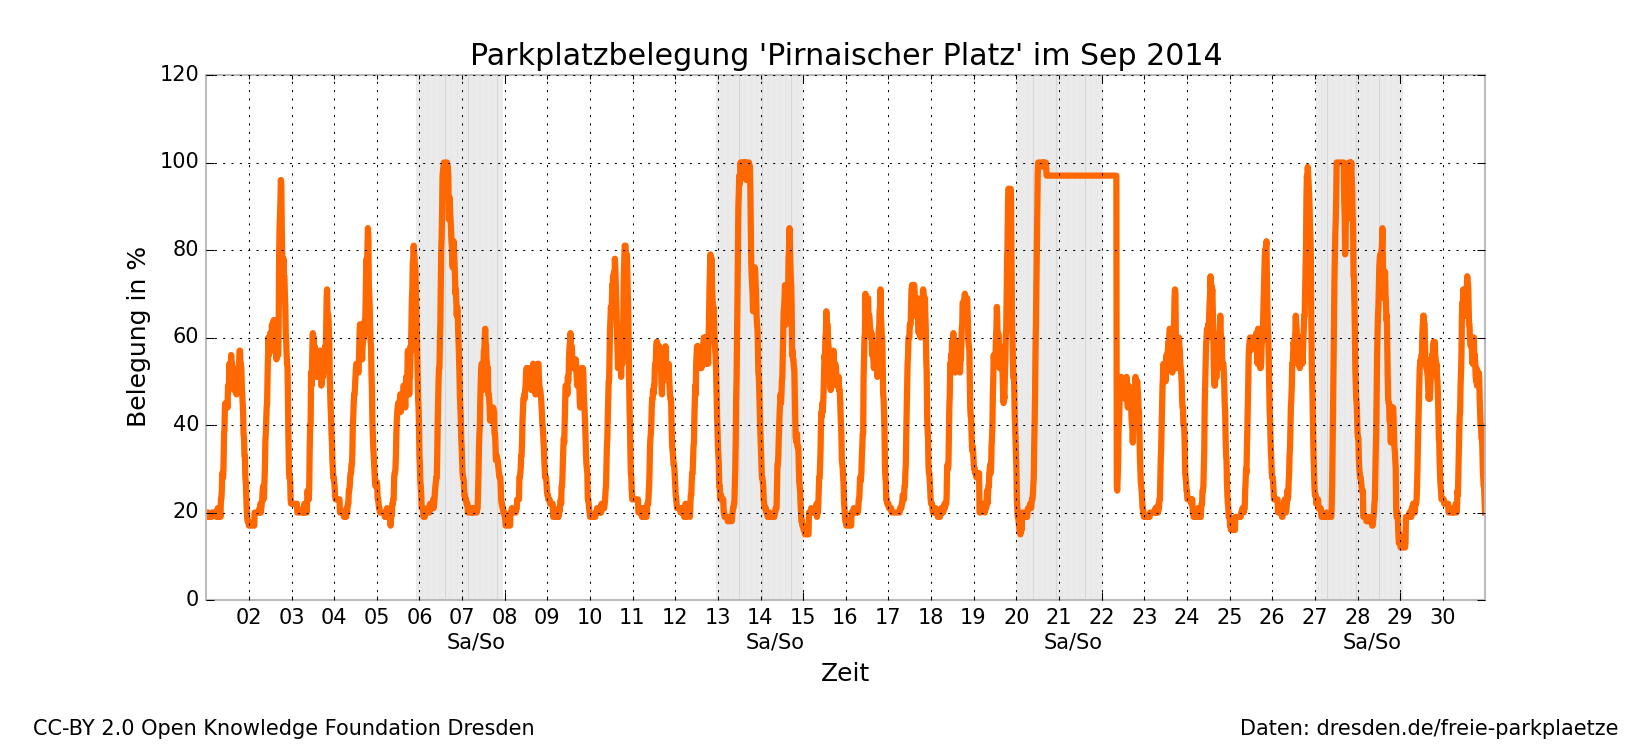 Parkplatzbelegung 'Pirnaischer Platz' im Sep 2014
120
100
80
60
40
20
0
Belegung in %
02 03 04 05 06 07 08 09 10 11 12 13 14 15 16 17 18 19 20 21 22 23 24 25 26 27 28 29 30
Sa/So Sa/So Sa/So Sa/So
Zeit
CC-BY 2.0 Open Knowledge Foundation Dresden
Daten: dresden.de/freie-parkplaetze